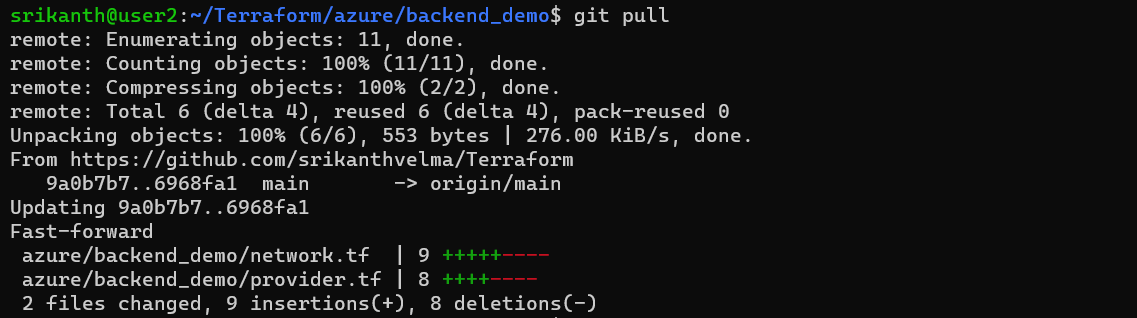 srikanth@user2:~/Terraform/azure/backend_demo$ git pull
remote: Enumerating objects: 11, done.
remote: Counting objects: 100% (11/11), done.
remote: Compressing objects: 100% (2/2), done.
remote: Total 6 (delta 4), reused 6 (delta 4), pack-reused 0
Unpacking objects: 100% (6/6), 553 bytes | 276.00 KiB/s, done.
From https://github.com/srikanthvelma/Terraform
   9a0b7b7..6968fa1  main       -> origin/main
Updating 9a0b7b7..6968fa1
Fast-forward
 azure/backend_demo/network.tf  | 9 +++++----
 azure/backend_demo/provider.tf | 8 ++++----
 2 files changed, 9 insertions(+), 8 deletions(-)